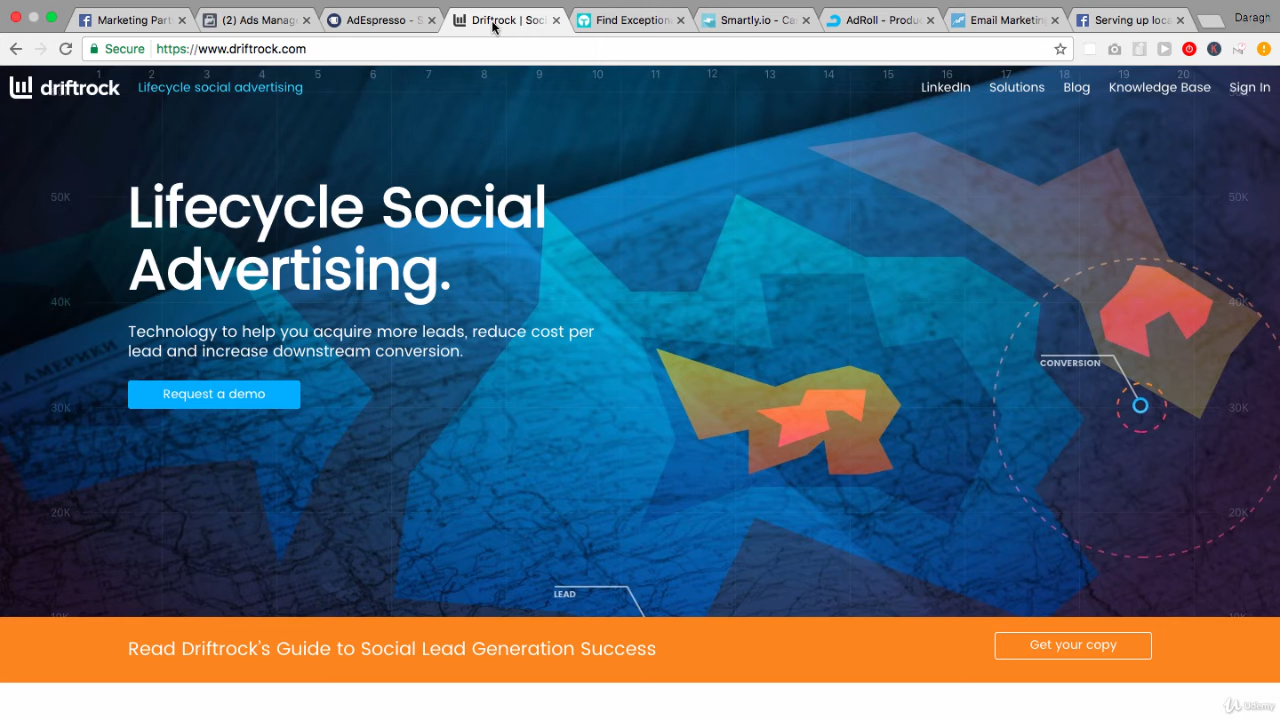 Marketing Part
(2) Ads Manag
AdEspresso - S
Driftrock | Soci
Find Exception
Smartly.io - Ca
AdRoll - Produ
Email Marketin
Serving up loca
Daragh
Secure
https://www.driftrock.com
1 2 3 4 5 6 7 8 9 10 11 12 13 14 15 16 17 18 19 20
driftrock
Lifecycle social advertising
LinkedIn Solutions Blog Knowledge Base Sign In
50K 50K
Lifecycle Social
Advertising.
40K 40K
Technology to help you acquire more leads, reduce cost per
lead and increase downstream conversion.
АМЕРИКИ
CONVERSION
Request a demo
30K 30K
20K 20K
LEAD
Read Driftrock's Guide to Social Lead Generation Success
Get your copy
Udemy